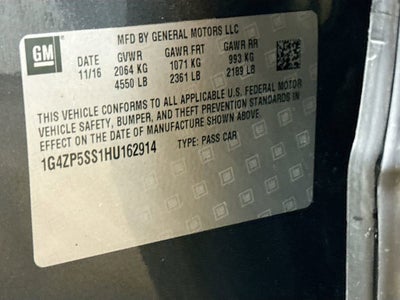 GM
MFD BY GENERAL MOTORS LLC
DATE GVWR GAWR FRT GAWR RR
11/16 2064 KG 1071 KG 993 KG
4550 LB 2361 LB 2189 LB
THIS VEHICLE CONFORMS TO ALL APPLICABLE U.S. FEDERAL MOTOR
VEHICLE SAFETY, BUMPER, AND THEFT PREVENTION STANDARDS IN
EFFECT ON THE DATE OF MANUFACTURE SHOWN ABOVE.
1G4ZP5SS1HU162914 TYPE: PASS CAR